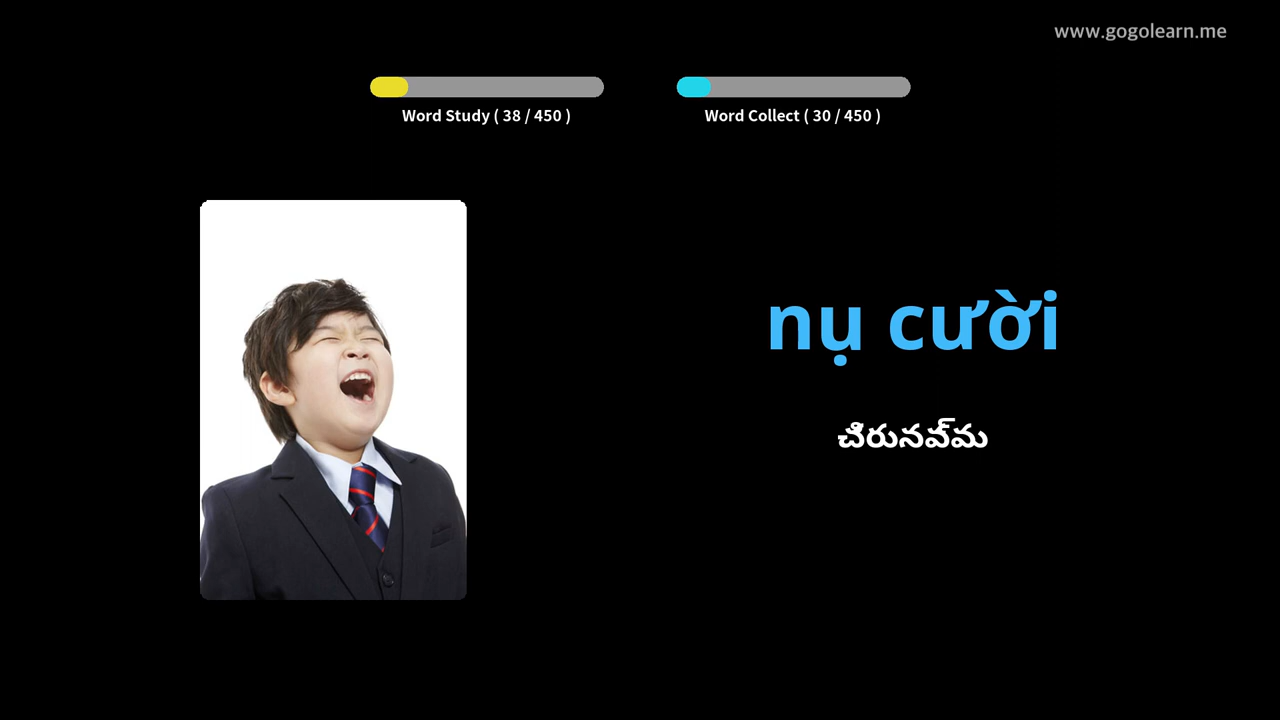 www.gogolearn.me
Word Study ( 38 / 450 )
Word Collect ( 30 / 450 )
nụ cười
చిరునవ్మ